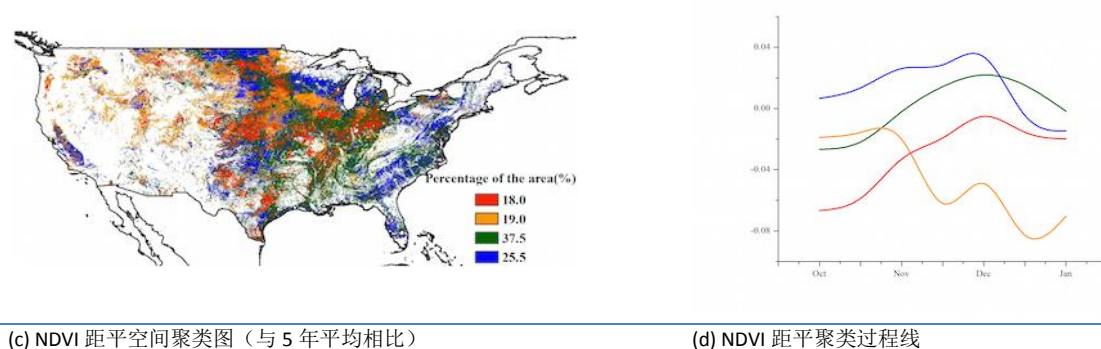 Percentage of the area(%)
18.0
19.0
37.5
25.5
0.04
0.00
-0.04
-0.08
Oct Nov Dec Jan
(c) NDVI 距平空间聚类图（与 5 年平均相比）
(d) NDVI 距平聚类过程线